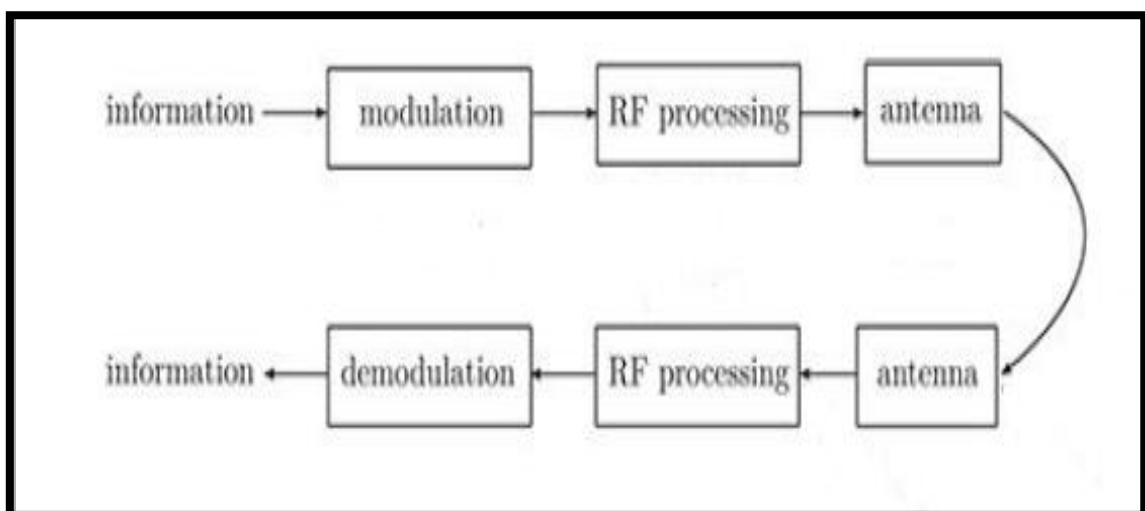 information modulation RF processing antenna
information demodulation RF processing antenna